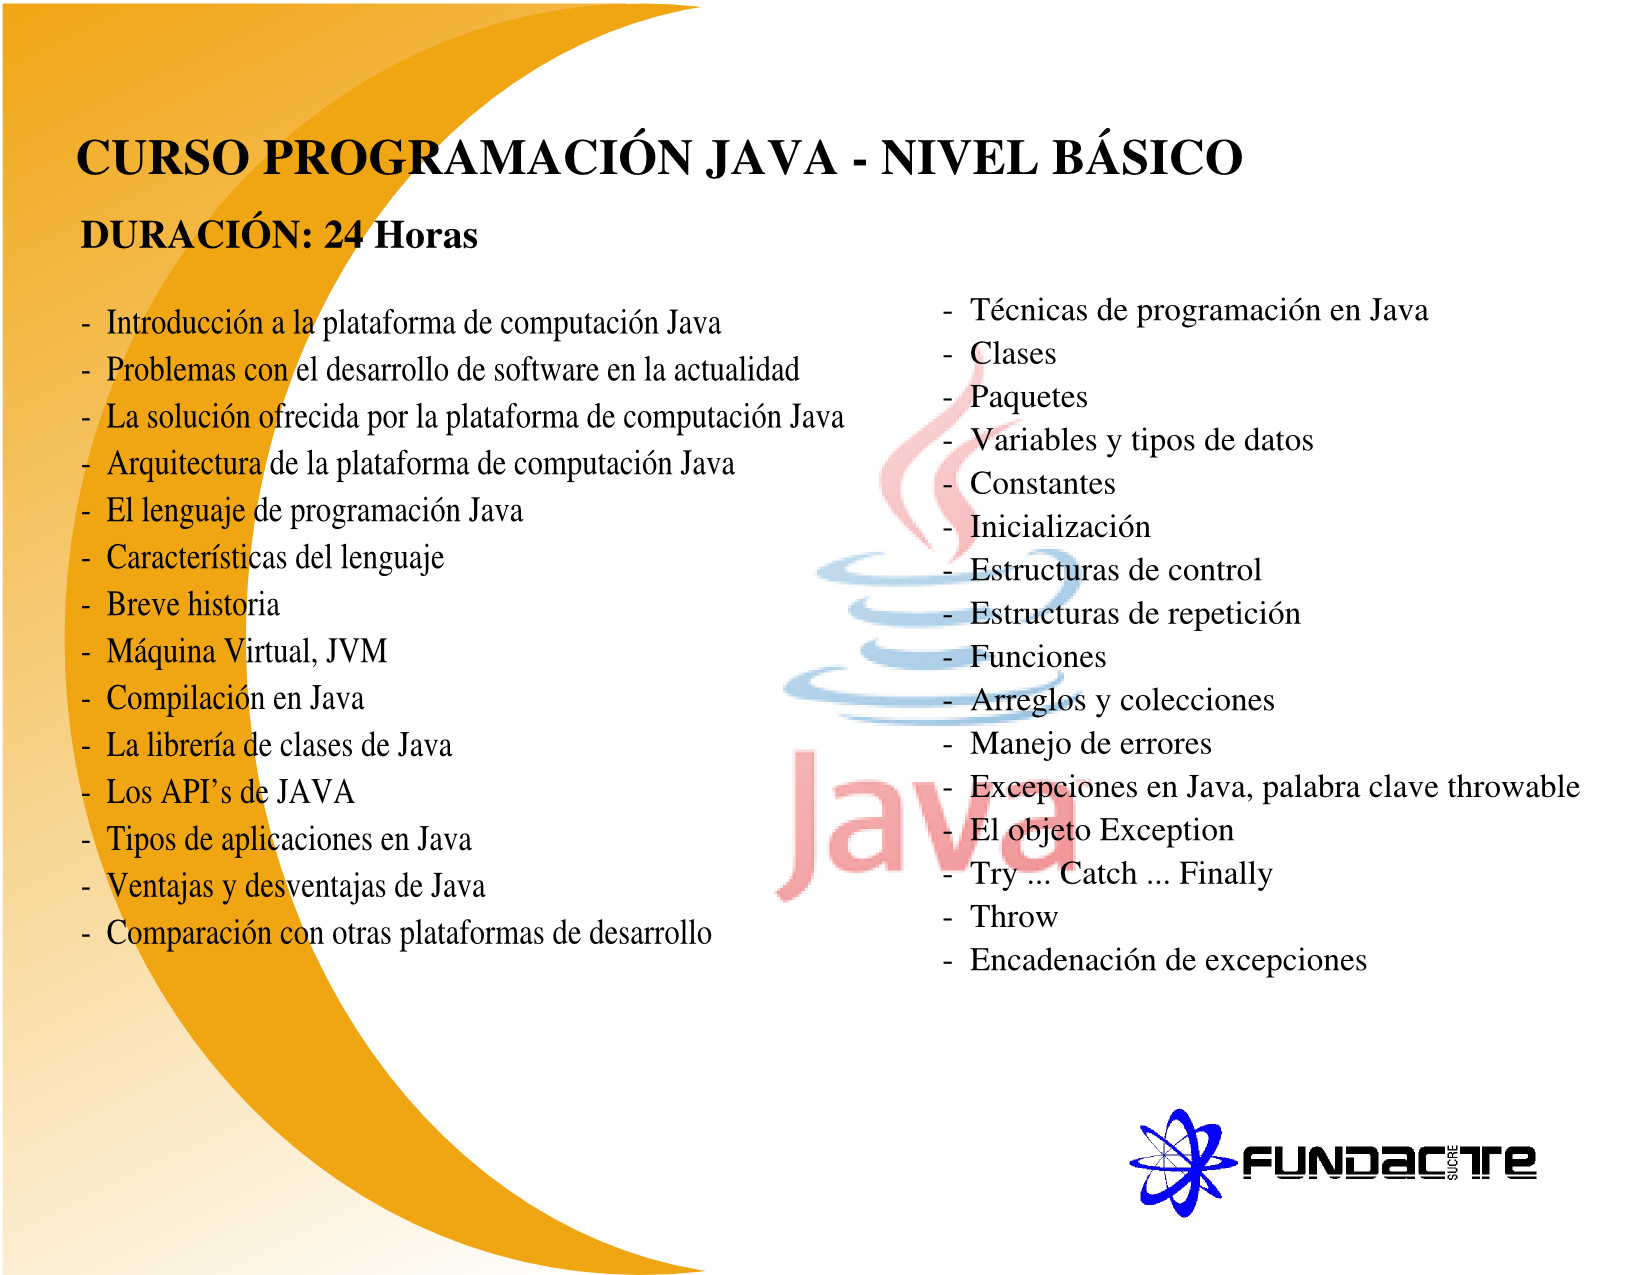 CURSO PROGRAMACIÓN JAVA - NIVEL BÁSICO
DURACIÓN: 24 Horas
- Introducción a la plataforma de computación Java
- Problemas con el desarrollo de software en la actualidad
- La solución ofrecida por la plataforma de computación Java
- Arquitectura de la plataforma de computación Java
- El lenguaje de programación Java
- Características del lenguaje
- Breve historia
- Máquina Virtual, JVM
- Compilación en Java
- La librería de clases de Java
- Los API’s de JAVA
- Tipos de aplicaciones en Java
- Ventajas y desventajas de Java
- Comparación con otras plataformas de desarrollo
- Técnicas de programación en Java
- Clases
- Paquetes
- Variables y tipos de datos
- Constantes
- Inicialización
- Estructuras de control
- Estructuras de repetición
- Funciones
- Arreglos y colecciones
- Manejo de errores
- Excepciones en Java, palabra clave throwable
- El objeto Exception
- Try ... Catch ... Finally
- Throw
- Encadenación de excepciones
Java
FUNDACITE
SUCRE